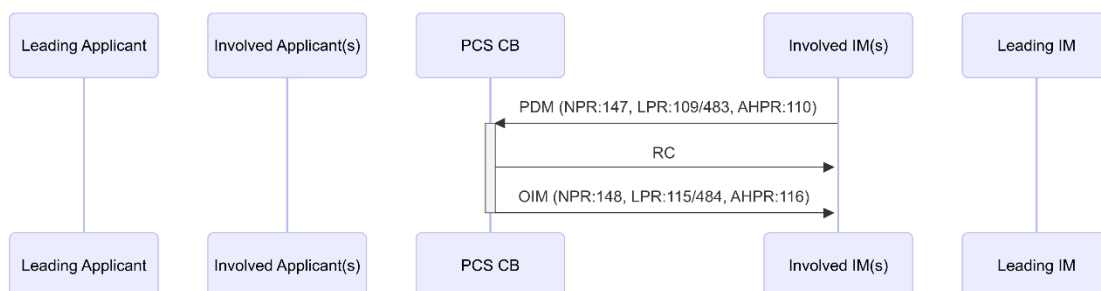 Leading Applicant
Involved Applicant(s)
PCS CB
Involved IM(s)
Leading IM
PDM (NPR:147, LPR:109/483, AHPR:110)
RC
OIM (NPR:148, LPR:115/484, AHPR:116)
Leading Applicant
Involved Applicant(s)
PCS CB
Involved IM(s)
Leading IM